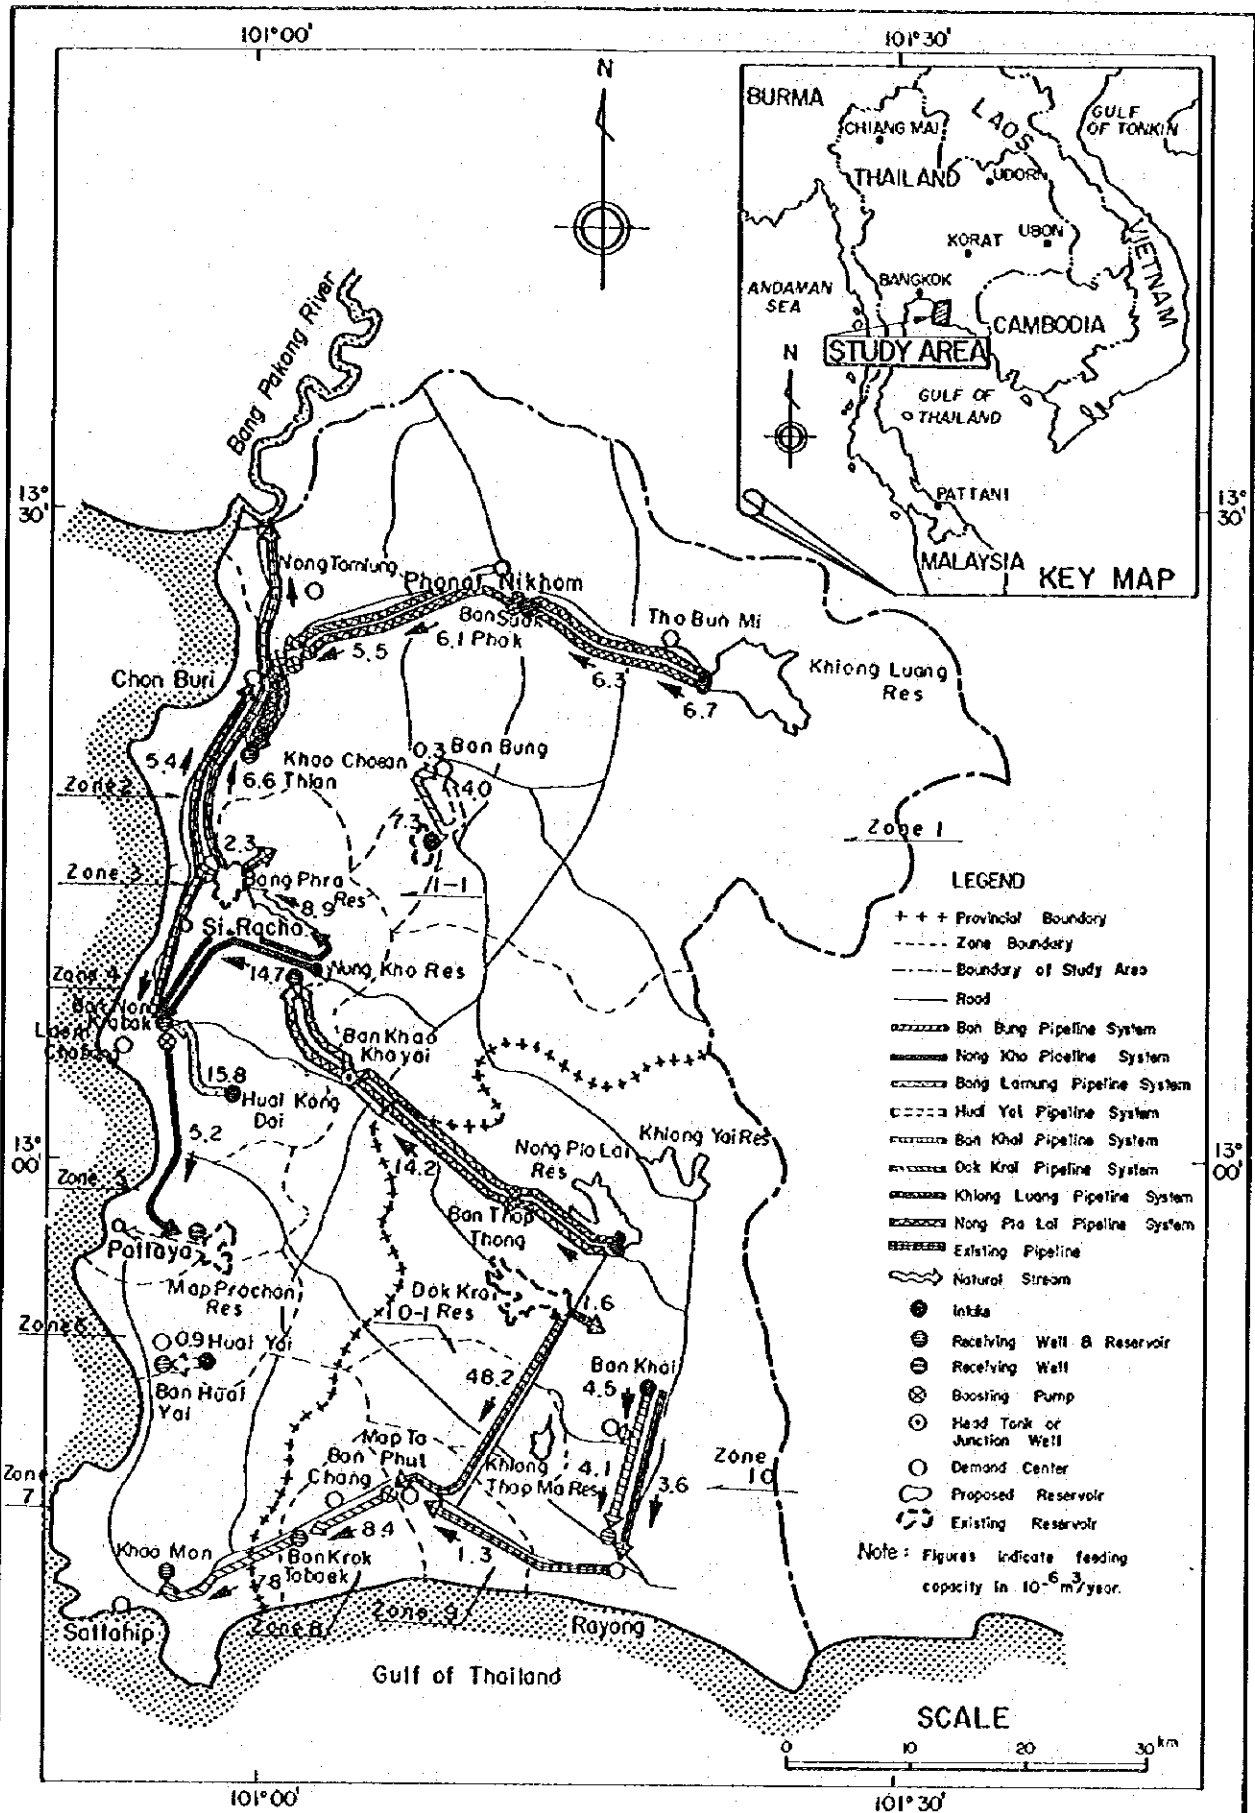 101°00'
101°30'
N
BURMA
LAOS
GULF
OF TONKIN
CHIANG MAI
THAILAND
UDORN
VIETNAM
KORAT
UBON
BANGKOK
ANDAMAN
SEA
CAMBODIA
N
STUDY AREA
GULF OF
THAILAND
PATTANI
MALAYSIA
KEY MAP
Bang Pakong River
13°
30'
13°
30'
Nong Tamlung
Phanat Nikhom
Ban Suak
Phak
6.1
5.5
Tha Bun Mi
6.3
6.7
Khlong Luang
Res
Chon Buri
5.4
6.6
Khao Chaean
Thian
0.3
Ban Bung
4.0
7.3
Zone 2
Zone 1
2.3
Zone 3
Bang Phra
Res
8.9
1-1
Si Racha
14.7
Nung Kho Res
Zone 4
Ban Nong
Laem
Chabang
Ban Khao
Khayai
15.8
Huai Kang
Dai
5.2
14.2
Nong Pla Lai
Res
Khlong Yai Res
13°
00'
13°
00'
Zone 5
Ban Thap
Thong
Pattaya
Map Prachan
Res
Dok Krai
Res
10-1
1.6
Zone 6
0.9 Huai Yai
Ban Huai
Yai
48.2
Ban Khai
4.5
Map Ta
Phut
Ban
Chang
Khlong
Thap Ma Res
4.1
3.6
Zone
10
Zone
7
8.4
1.3
Khao Mon
Ban Krok
Tabaek
7.8
Sattahip
Zone 8
Zone 9
Rayong
Gulf of Thailand
LEGEND
Provincial Boundary
Zone Boundary
Boundary of Study Area
Road
Ban Bung Pipeline System
Nong Kho Pipeline System
Bang Lamung Pipeline System
Huai Yai Pipeline System
Ban Khai Pipeline System
Dok Krai Pipeline System
Khlong Luang Pipeline System
Nong Pla Lai Pipeline System
Existing Pipeline
Natural Stream
Intake
Receiving Well & Reservoir
Receiving Well
Boosting Pump
Head Tank or
Junction Well
Demand Center
Proposed Reservoir
Existing Reservoir
Note : Figures indicate feeding
capacity in 10⁻⁶ m³/year.
SCALE
0 10 20 30 km
101°00'
101°30'